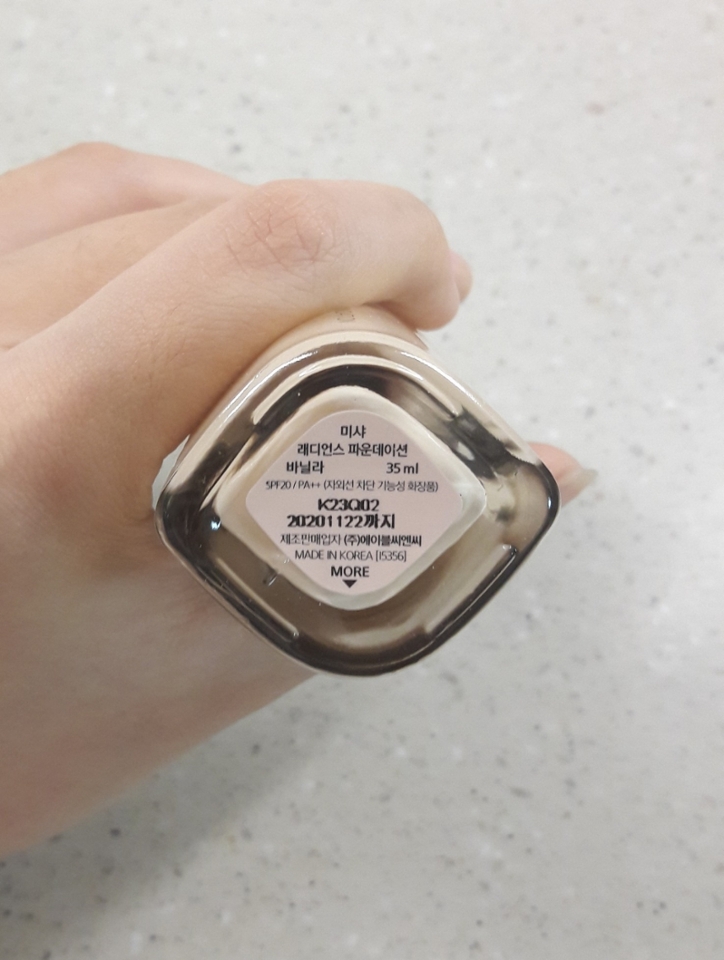 미샤
래디언스 파운데이션
바닐라 35 ml
SPF20 / PA++ (자외선 차단 기능성 화장품)
K23Q02
20201122까지
제조판매업자 (주)에이블씨엔씨
MADE IN KOREA [I5356]
MORE